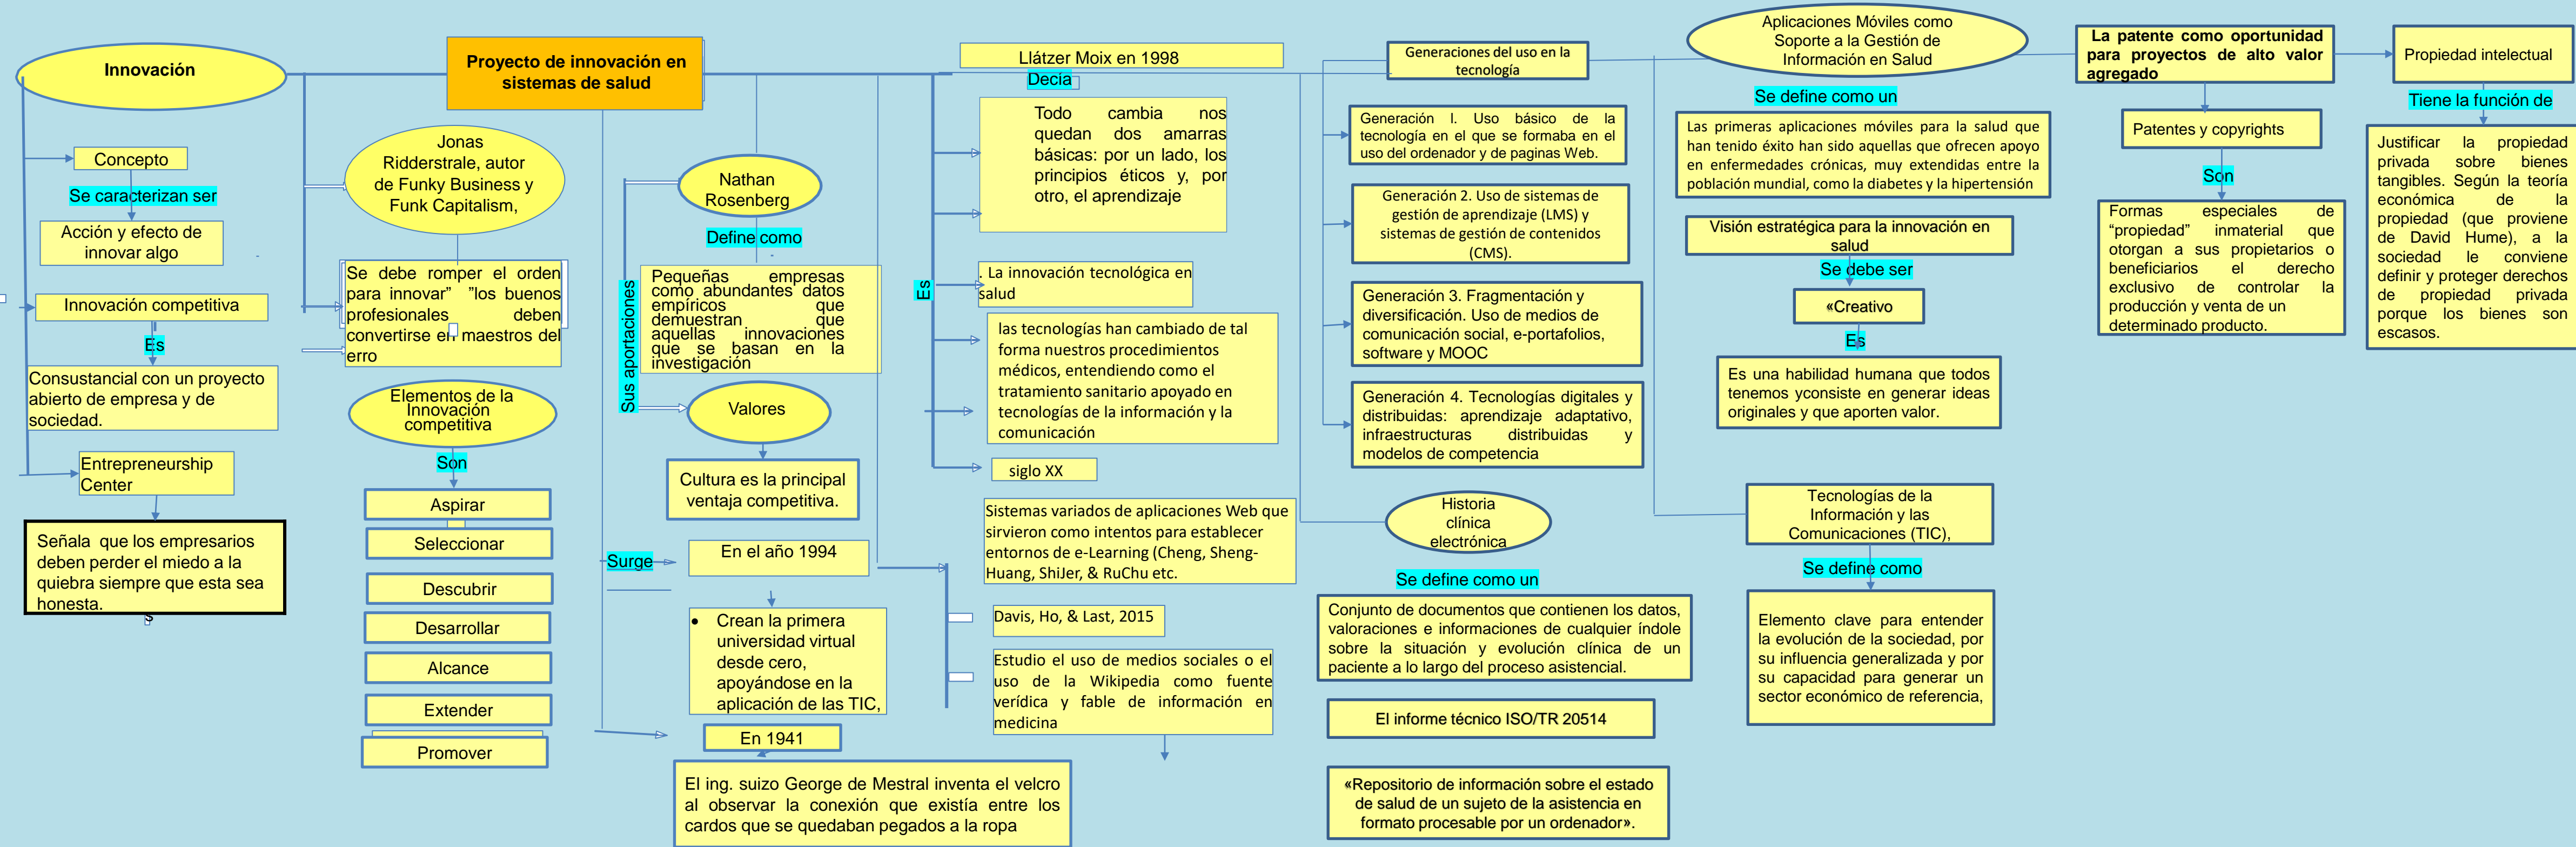 Innovación
Concepto
Se caracterizan ser
Acción y efecto de
innovar algo
Innovación competitiva
Es
Consustancial con un proyecto
abierto de empresa y de
sociedad.
Entrepreneurship
Center
Señala que los empresarios
deben perder el miedo a la
quiebra siempre que esta sea
honesta.
$
Proyecto de innovación en
sistemas de salud
Jonas
Ridderstrale, autor
de Funky Business y
Funk Capitalism,
Se debe romper el orden
para innovar” ”los buenos
profesionales deben
convertirse en maestros del
erro
Elementos de la
Innovación
competitiva
Son
Aspirar
Seleccionar
Descubrir
Desarrollar
Alcance
Extender
Promover
Nathan
Rosenberg
Define como
Pequeñas empresas
como abundantes datos
empíricos que
demuestran que
aquellas innovaciones
que se basan en la
investigación
Sus aportaciones
Valores
Cultura es la principal
ventaja competitiva.
Surge
En el año 1994
• Crean la primera
universidad virtual
desde cero,
apoyándose en la
aplicación de las TIC,
En 1941
El ing. suizo George de Mestral inventa el velcro
al observar la conexión que existía entre los
cardos que se quedaban pegados a la ropa
Llátzer Moix en 1998
Decía
Todo cambia nos
quedan dos amarras
básicas: por un lado, los
principios éticos y, por
otro, el aprendizaje
Es
. La innovación tecnológica en
salud
las tecnologías han cambiado de tal
forma nuestros procedimientos
médicos, entendiendo como el
tratamiento sanitario apoyado en
tecnologías de la información y la
comunicación
siglo XX
Sistemas variados de aplicaciones Web que
sirvieron como intentos para establecer
entornos de e-Learning (Cheng, Sheng-
Huang, ShiJer, & RuChu etc.
Davis, Ho, & Last, 2015
Estudio el uso de medios sociales o el
uso de la Wikipedia como fuente
verídica y fable de información en
medicina
Generaciones del uso en la
tecnología
Generación I. Uso básico de la
tecnología en el que se formaba en el
uso del ordenador y de paginas Web.
Generación 2. Uso de sistemas de
gestión de aprendizaje (LMS) y
sistemas de gestión de contenidos
(CMS).
Generación 3. Fragmentación y
diversificación. Uso de medios de
comunicación social, e-portafolios,
software y MOOC
Generación 4. Tecnologías digitales y
distribuidas: aprendizaje adaptativo,
infraestructuras distribuidas y
modelos de competencia
Historia
clínica
electrónica
Se define como un
Conjunto de documentos que contienen los datos,
valoraciones e informaciones de cualquier índole
sobre la situación y evolución clínica de un
paciente a lo largo del proceso asistencial.
El informe técnico ISO/TR 20514
«Repositorio de información sobre el estado
de salud de un sujeto de la asistencia en
formato procesable por un ordenador».
Aplicaciones Móviles como
Soporte a la Gestión de
Información en Salud
Se define como un
Las primeras aplicaciones móviles para la salud que
han tenido éxito han sido aquellas que ofrecen apoyo
en enfermedades crónicas, muy extendidas entre la
población mundial, como la diabetes y la hipertensión
Visión estratégica para la innovación en
salud
Se debe ser
«Creativo
Es
Es una habilidad humana que todos
tenemos yconsiste en generar ideas
originales y que aporten valor.
Tecnologías de la
Información y las
Comunicaciones (TIC),
Se define como
Elemento clave para entender
la evolución de la sociedad, por
su influencia generalizada y por
su capacidad para generar un
sector económico de referencia,
La patente como oportunidad
para proyectos de alto valor
agregado
Patentes y copyrights
Son
Formas especiales de
“propiedad” inmaterial que
otorgan a sus propietarios o
beneficiarios el derecho
exclusivo de controlar la
producción y venta de un
determinado producto.
Propiedad intelectual
Tiene la función de
Justificar la propiedad
privada sobre bienes
tangibles. Según la teoría
económica de la
propiedad (que proviene
de David Hume), a la
sociedad le conviene
definir y proteger derechos
de propiedad privada
porque los bienes son
escasos.